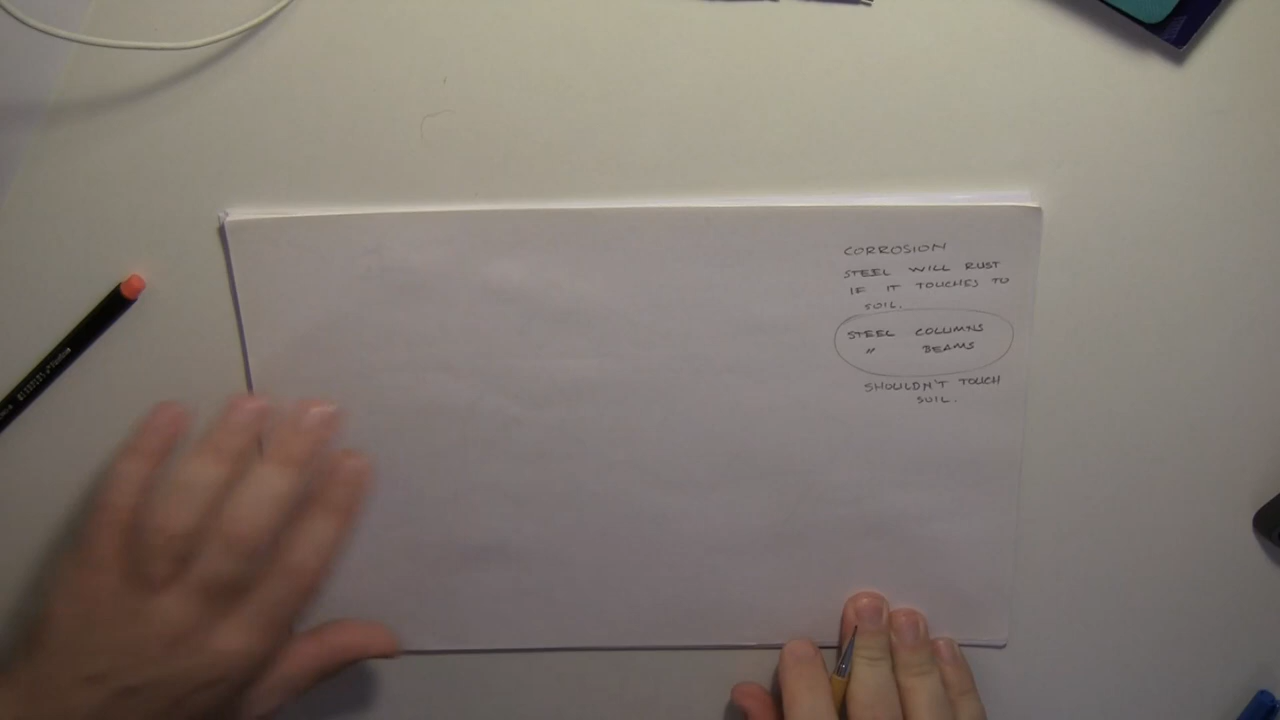 CORROSION
STEEL WILL RUST
IF IT TOUCHES TO
SOIL.
STEEL COLUMNS
" BEAMS
SHOULDN'T TOUCH
SOIL.